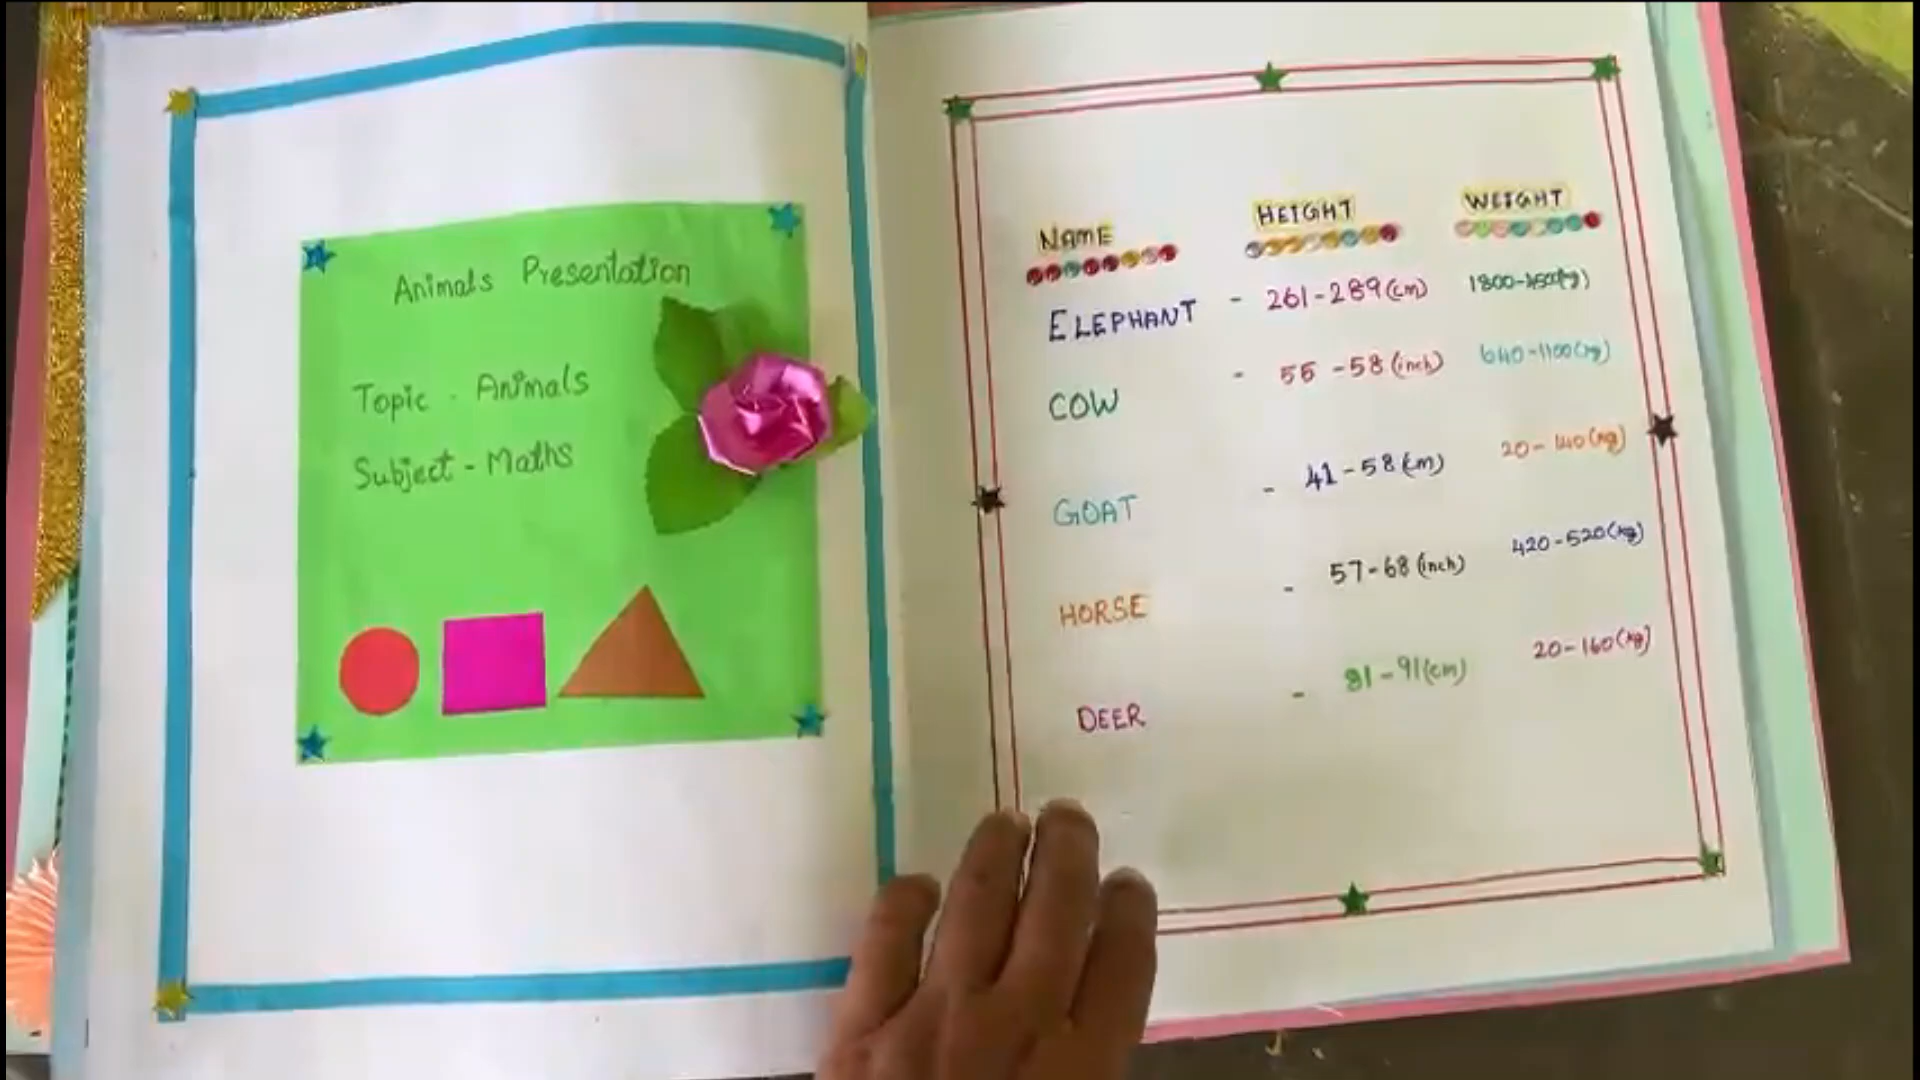 Animals Presentation
Topic - Animals
Subject - Maths
NAME HEIGHT WEIGHT
ELEPHANT - 261-289(cm)
COW - 55-58(inch) 640-1100(kg)
GOAT - 41-58(cm) 20-140(kg)
HORSE - 57-68(inch) 420-520(kg)
DEER - 81-91(cm) 20-160(kg)